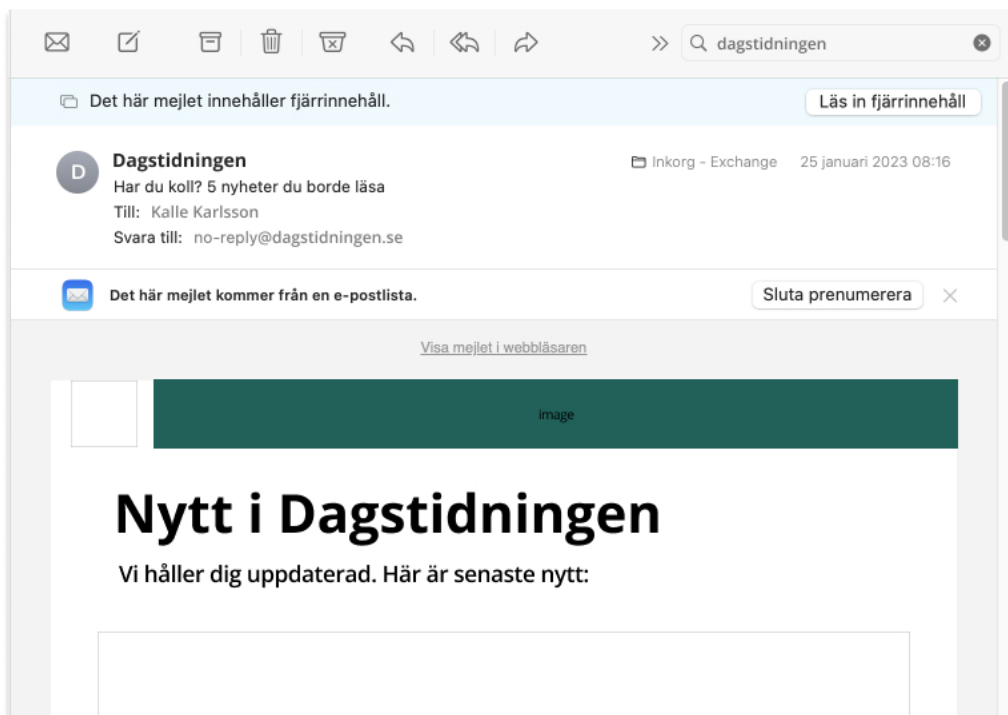 dagstidningen
Det här mejlet innehåller fjärrinnehåll.
Läs in fjärrinnehåll
D
Dagstidningen
Inkorg - Exchange 25 januari 2023 08:16
Har du koll? 5 nyheter du borde läsa
Till: Kalle Karlsson
Svara till: no-reply@dagstidningen.se
Det här mejlet kommer från en e-postlista.
Sluta prenumerera
Visa mejlet i webbläsaren
image
Nytt i Dagstidningen
Vi håller dig uppdaterad. Här är senaste nytt: